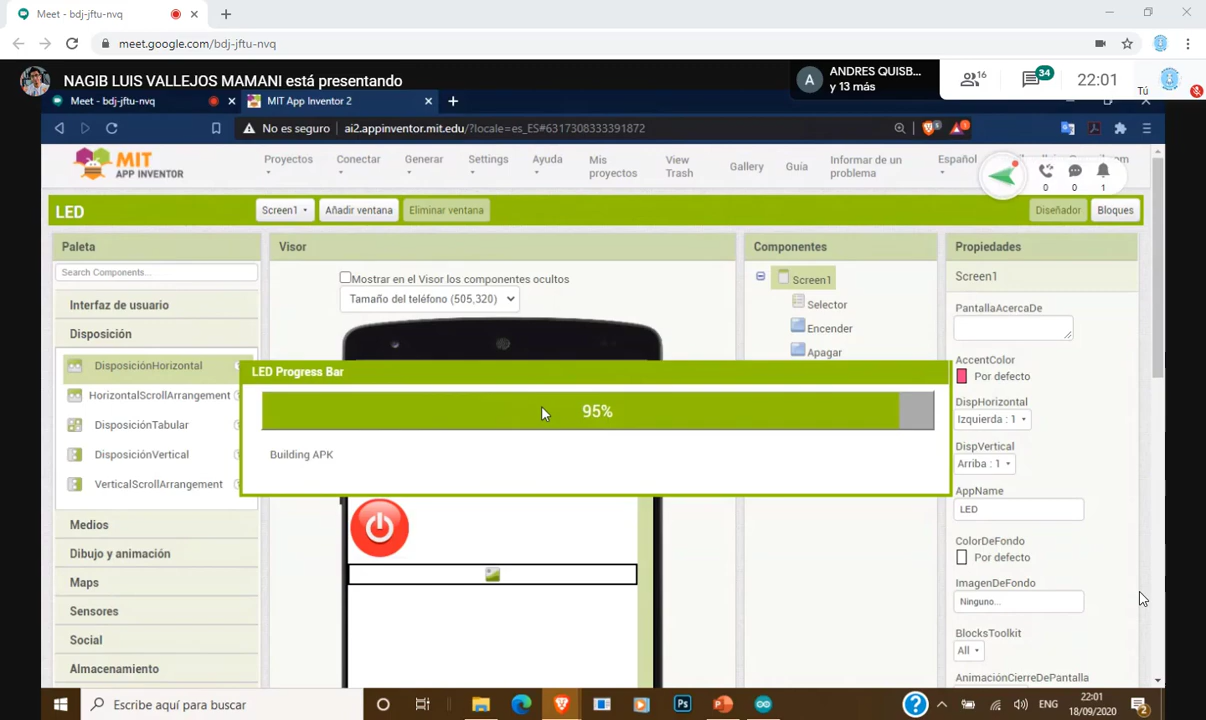 Meet - bdj-jftu-nvq
meet.google.com/bdj-jftu-nvq
NAGIB LUIS VALLEJOS MAMANI está presentando
A
ANDRES QUISB...
y 13 más
16
34
22:01
Tú
Meet - bdj-jftu-nvq
MIT App Inventor 2
No es seguro
ai2.appinventor.mit.edu/?locale=es_ES#6317308333391872
MIT
APP INVENTOR
Proyectos
Conectar
Generar
Settings
Ayuda
Mis
proyectos
View
Trash
Gallery
Guía
Informar de un
problema
Español
0
0
1
LED
Screen1
Añadir ventana
Eliminar ventana
Diseñador
Bloques
Paleta
Visor
Componentes
Propiedades
Search Components...
Interfaz de usuario
Disposición
DisposiciónHorizontal
HorizontalScrollArrangement
DisposiciónTabular
DisposiciónVertical
VerticalScrollArrangement
Medios
Dibujo y animación
Maps
Sensores
Social
Almacenamiento
Mostrar en el Visor los componentes ocultos
Tamaño del teléfono (505,320)
LED Progress Bar
95%
Building APK
Screen1
Selector
Encender
Apagar
Screen1
PantallaAcercaDe
AccentColor
Por defecto
DispHorizontal
Izquierda : 1
DispVertical
Arriba : 1
AppName
LED
ColorDeFondo
Por defecto
ImagenDeFondo
Ninguno...
BlocksToolkit
All
AnimaciónCierreDePantalla
Escribe aquí para buscar
ENG
22:01
18/09/2020
2